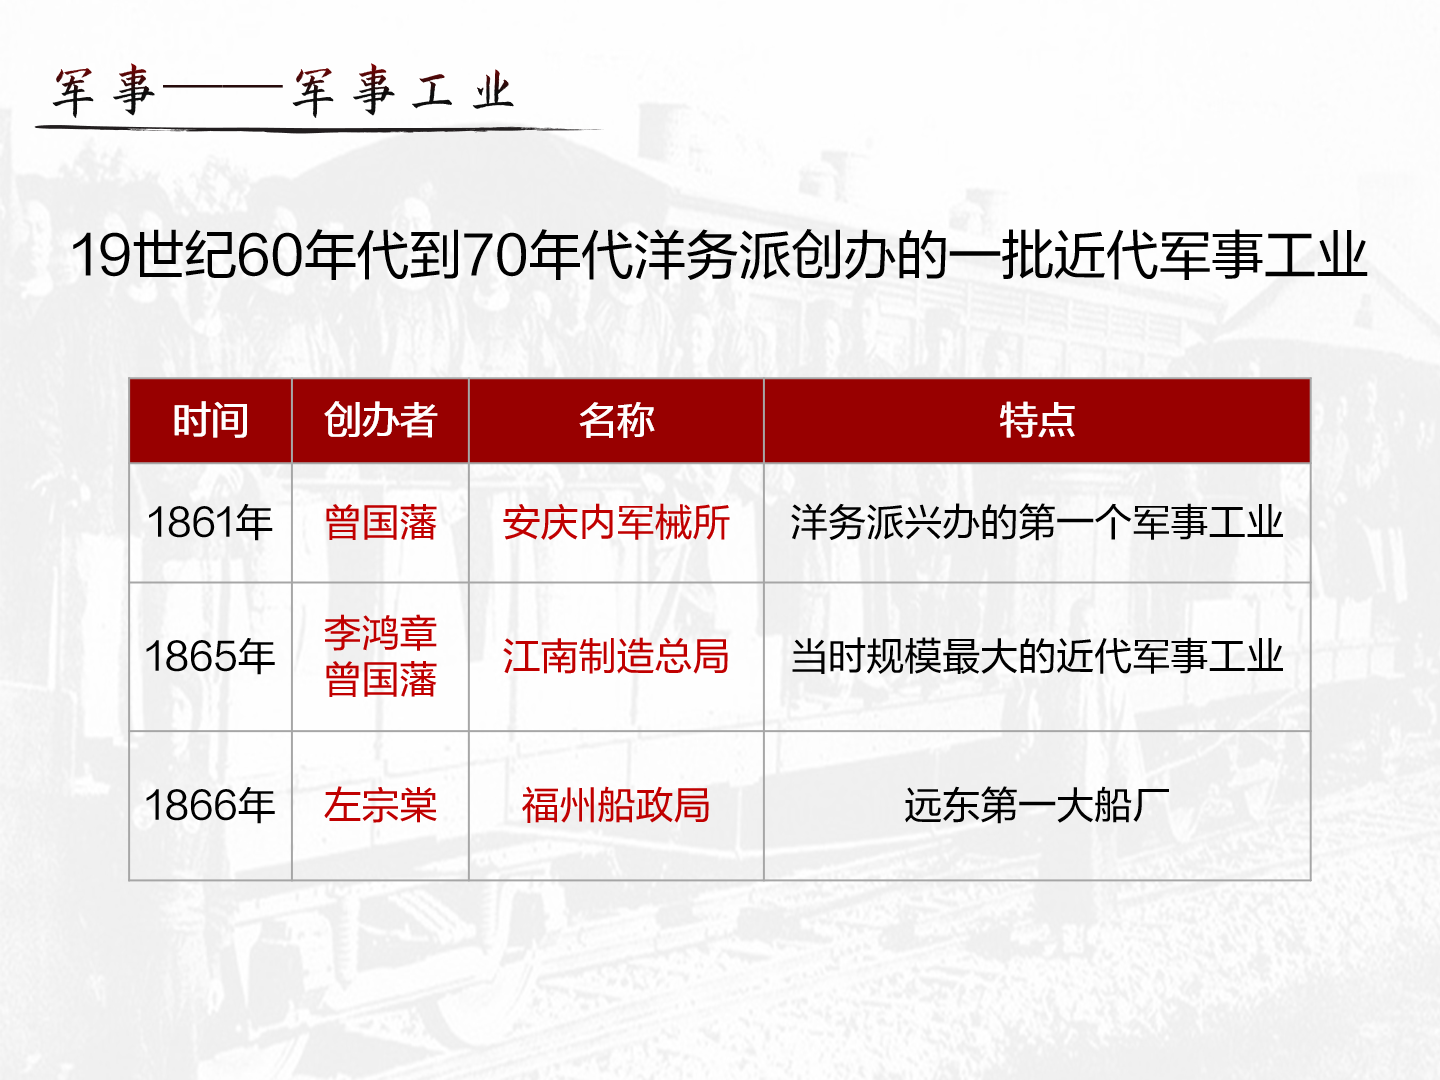 军事——军事工业
19世纪60年代到70年代洋务派创办的一批近代军事工业
时间 创办者 名称 特点
1861年 曾国藩 安庆内军械所 洋务派兴办的第一个军事工业
1865年 李鸿章 曾国藩 江南制造总局 当时规模最大的近代军事工业
1866年 左宗棠 福州船政局 远东第一大船厂